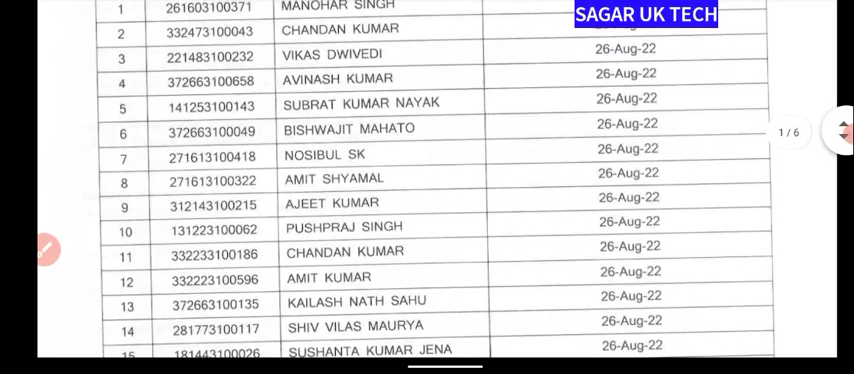 SAGAR UK TECH
1 261603100371 MANOHAR SINGH
2 332473100043 CHANDAN KUMAR
3 221483100232 VIKAS DWIVEDI 26-Aug-22
4 372663100658 AVINASH KUMAR 26-Aug-22
5 141253100143 SUBRAT KUMAR NAYAK 26-Aug-22
6 372663100049 BISHWAJIT MAHATO 26-Aug-22
7 271613100418 NOSIBUL SK 26-Aug-22
8 271613100322 AMIT SHYAMAL 26-Aug-22
9 312143100215 AJEET KUMAR 26-Aug-22
10 131223100062 PUSHPRAJ SINGH 26-Aug-22
11 332233100186 CHANDAN KUMAR 26-Aug-22
12 332223100596 AMIT KUMAR 26-Aug-22
13 372663100135 KAILASH NATH SAHU 26-Aug-22
14 281773100117 SHIV VILAS MAURYA 26-Aug-22
15 181443100026 SUSHANTA KUMAR JENA 26-Aug-22
1 / 6